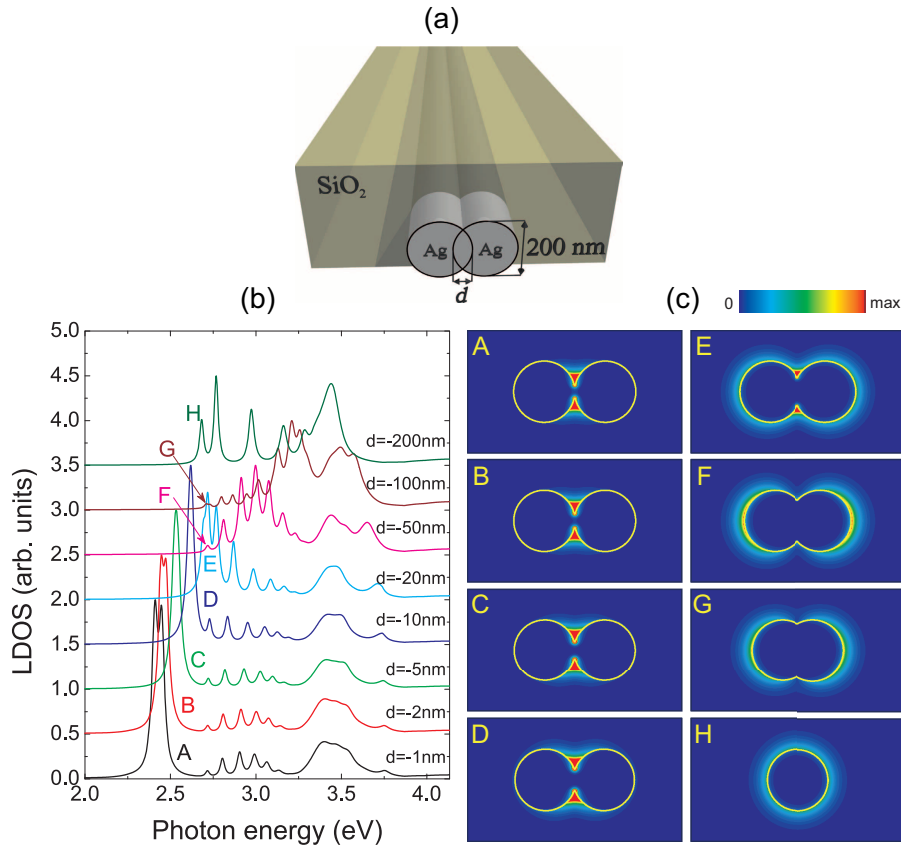 (a)
SiO₂
Ag Ag
200 nm
d
(b)
(c)
0 max
LDOS (arb. units)
5.0
4.5
4.0
3.5
3.0
2.5
2.0
1.5
1.0
0.5
0.0
2.0 2.5 3.0 3.5 4.0
Photon energy (eV)
H
d=-200nm
G
d=-100nm
F
d=-50nm
E
d=-20nm
D
d=-10nm
C
d=-5nm
B
d=-2nm
A
d=-1nm
A
E
B
F
C
G
D
H